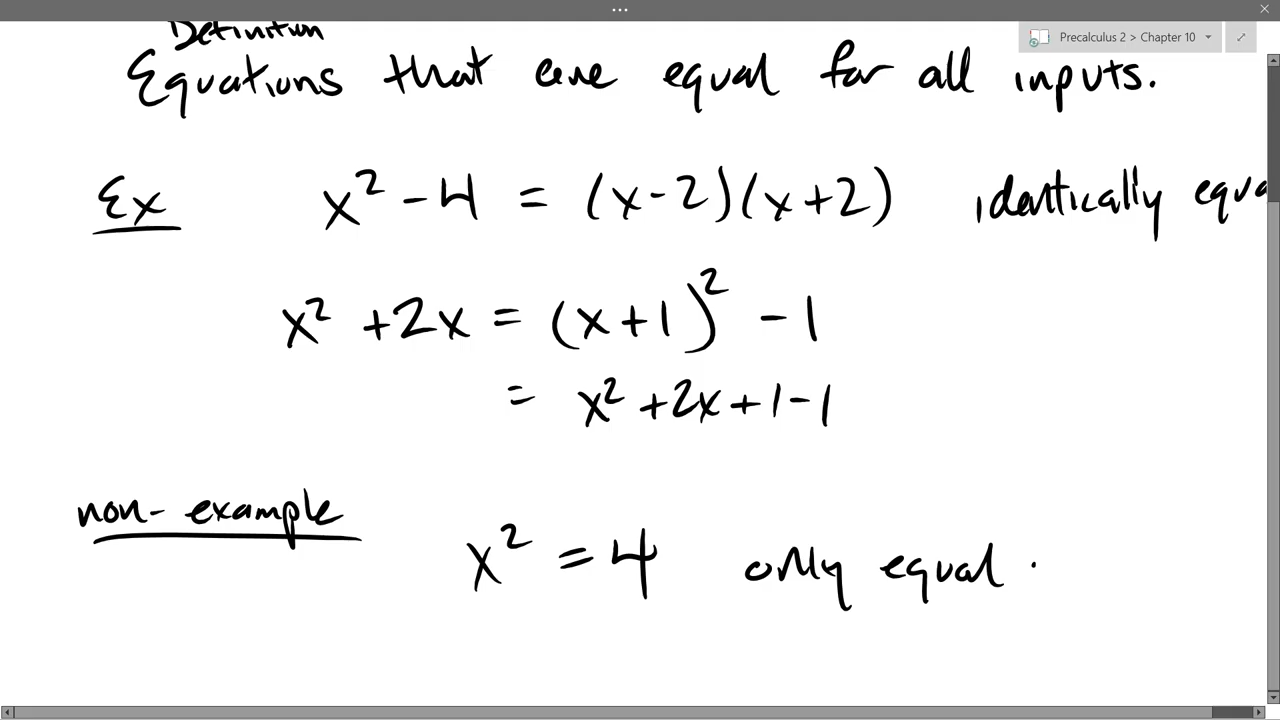 Precalculus 2 > Chapter 10
Definition
Equations that are equal for all inputs.
Ex x² - 4 = (x-2)(x+2) identically
x² + 2x = (x+1)² - 1
= x² + 2x + 1 - 1
non-example
x² = 4 only equal